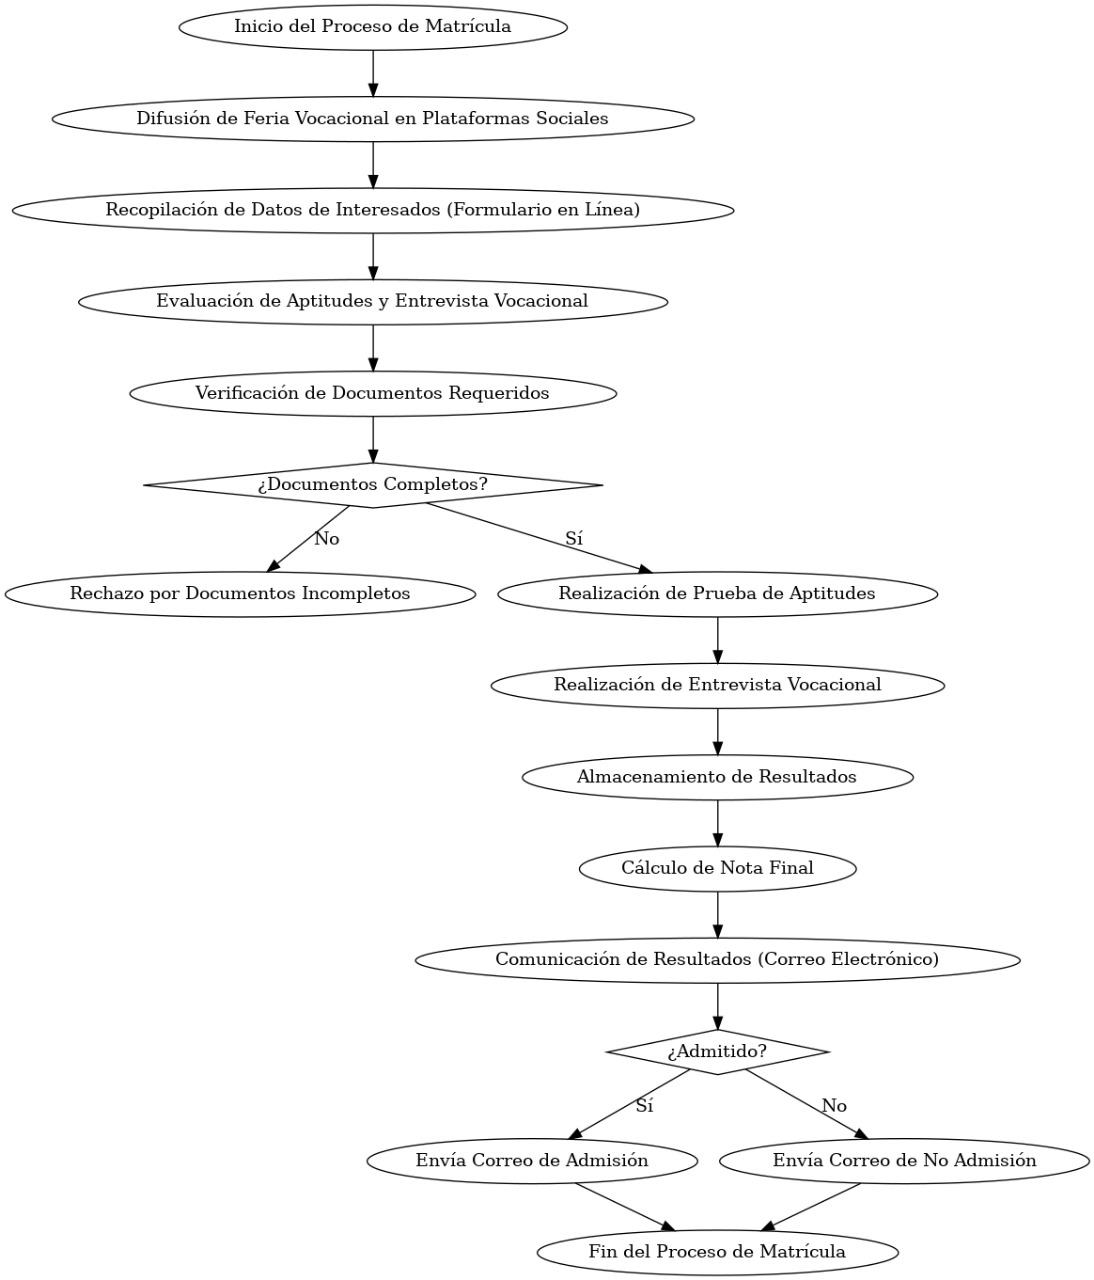 Inicio del Proceso de Matrícula
Difusión de Feria Vocacional en Plataformas Sociales
Recopilación de Datos de Interesados (Formulario en Línea)
Evaluación de Aptitudes y Entrevista Vocacional
Verificación de Documentos Requeridos
¿Documentos Completos?
No
Sí
Rechazo por Documentos Incompletos
Realización de Prueba de Aptitudes
Realización de Entrevista Vocacional
Almacenamiento de Resultados
Cálculo de Nota Final
Comunicación de Resultados (Correo Electrónico)
¿Admitido?
Sí
No
Envía Correo de Admisión
Envía Correo de No Admisión
Fin del Proceso de Matrícula